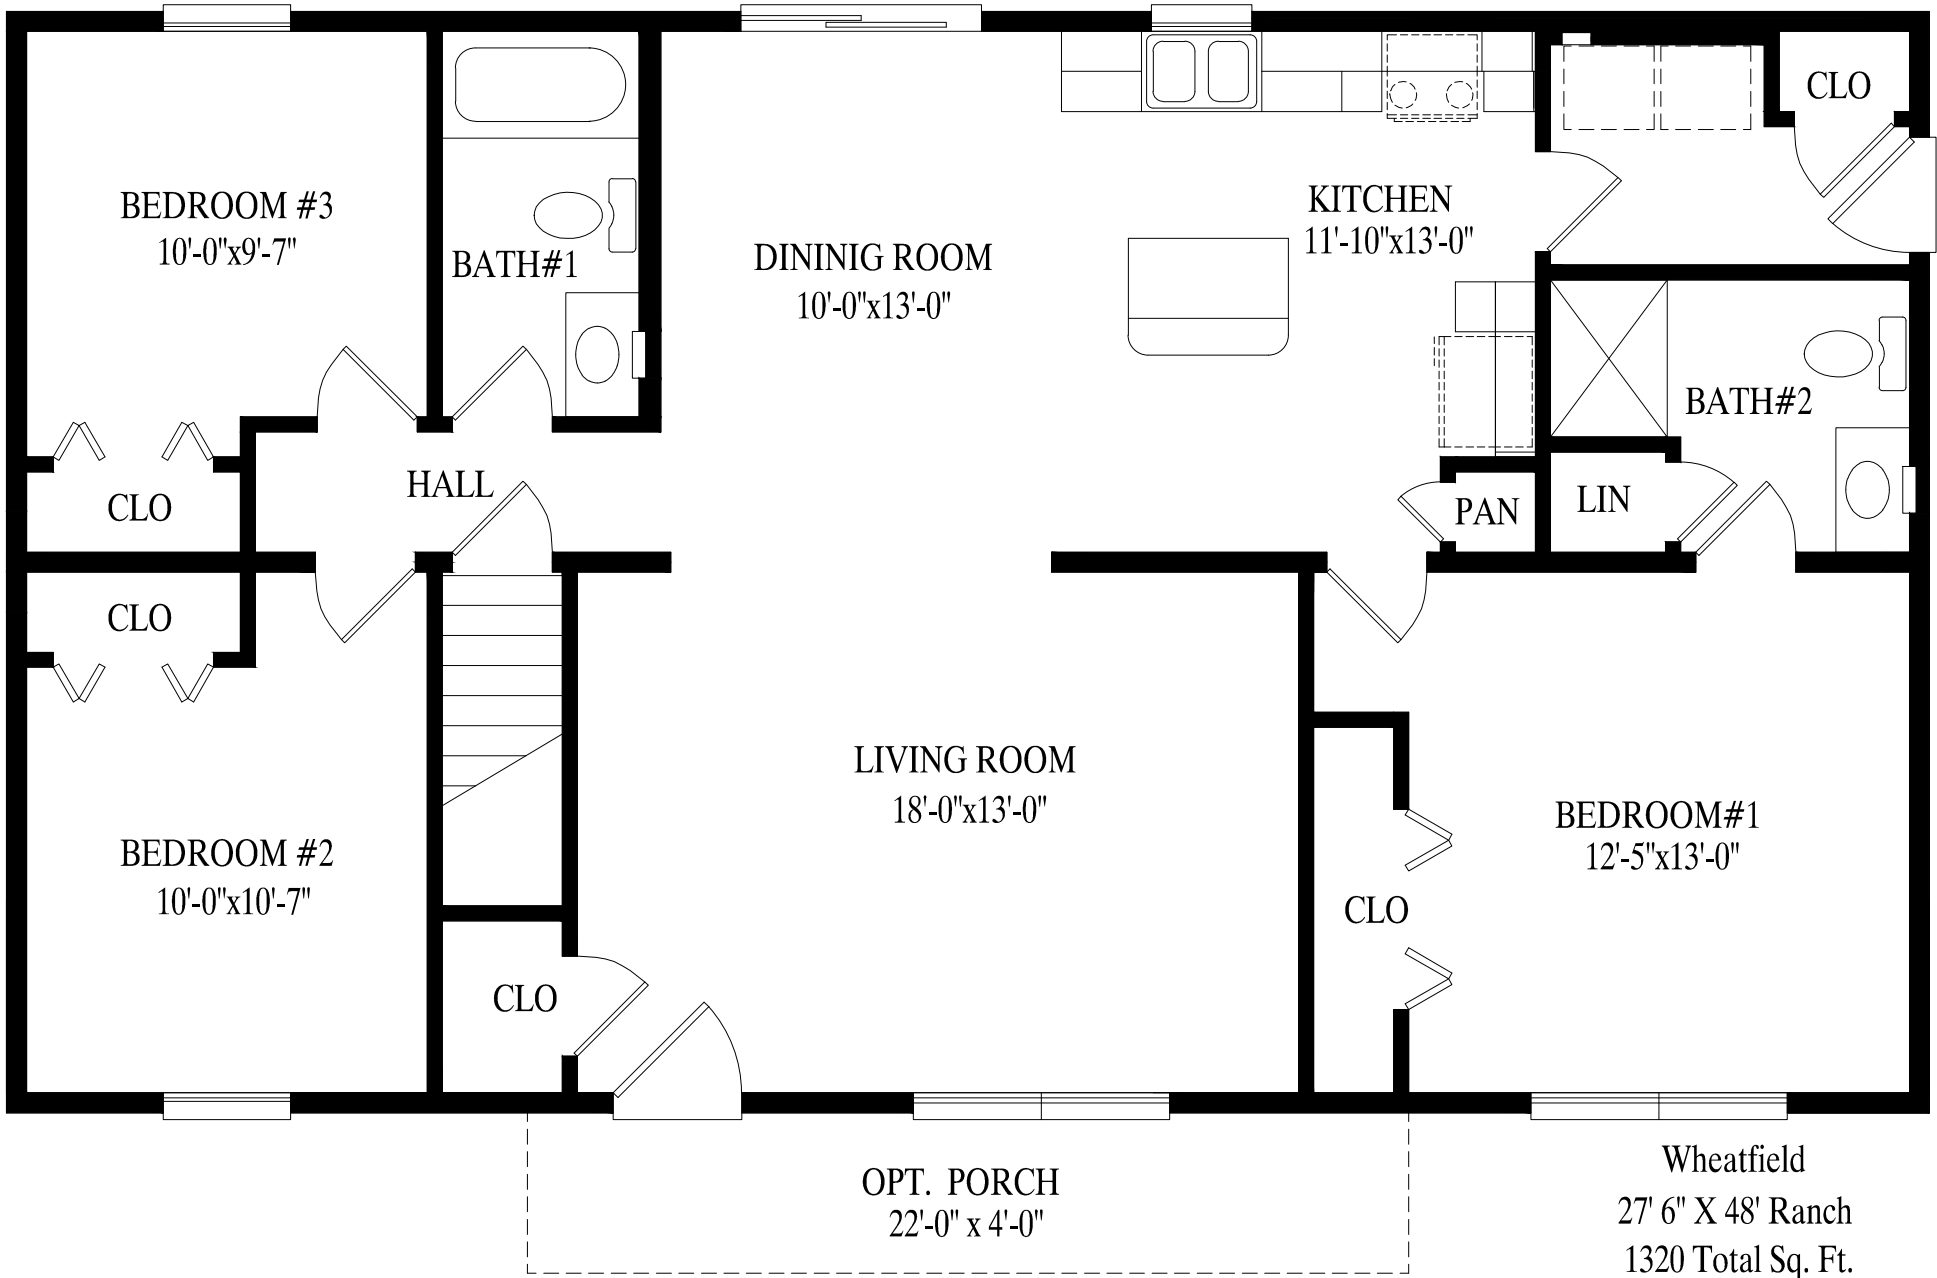 CLO
BEDROOM #3
10'-0"x9'-7"
BATH#1
DININIG ROOM
10'-0"x13'-0"
KITCHEN
11'-10"x13'-0"
BATH#2
HALL
CLO
PAN
LIN
CLO
LIVING ROOM
18'-0"x13'-0"
BEDROOM #2
10'-0"x10'-7"
BEDROOM#1
12'-5"x13'-0"
CLO
CLO
OPT. PORCH
22'-0" x 4'-0"
Wheatfield
27' 6" X 48' Ranch
1320 Total Sq. Ft.